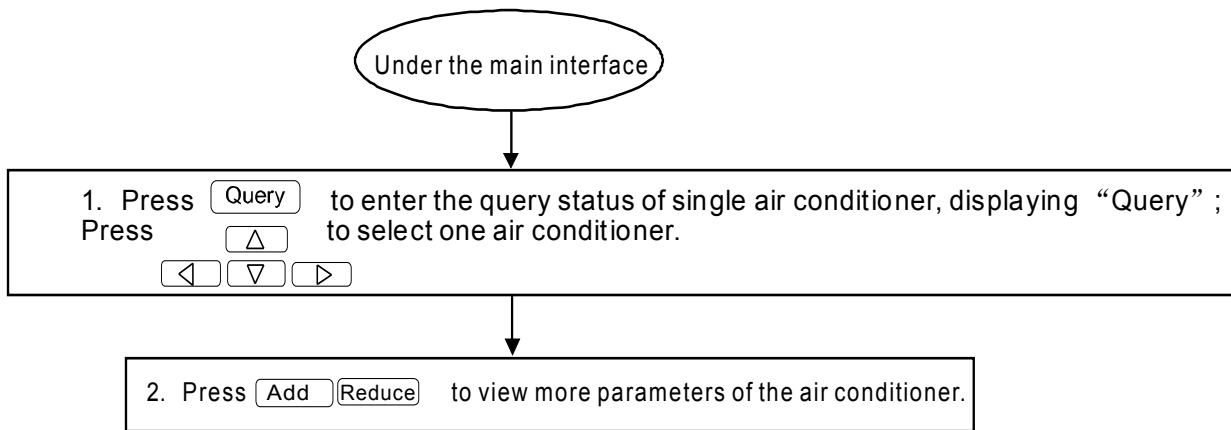 Under the main interface
1. Press Query to enter the query status of single air conditioner, displaying “Query”;
Press △ to select one air conditioner.
◁ ▽ ▷
2. Press Add Reduce to view more parameters of the air conditioner.